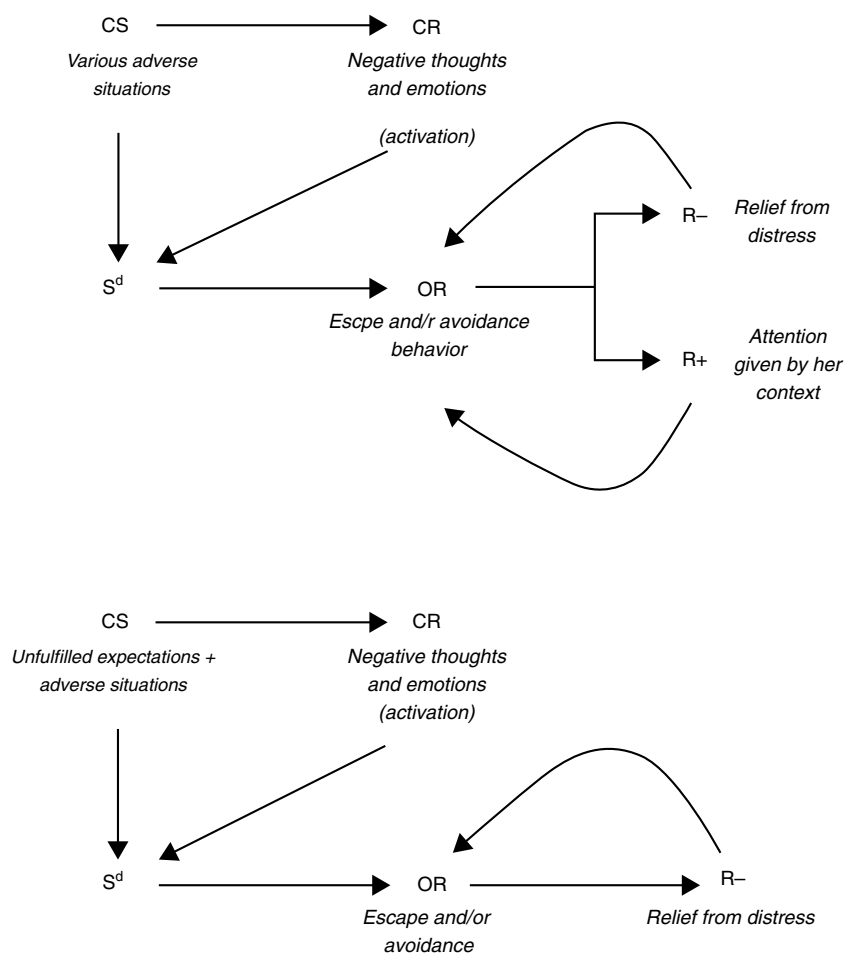 CS
CR
Various adverse
situations
Negative thoughts
and emotions
(activation)
R–
Relief from
distress
Sᵈ
OR
Escpe and/r avoidance
behavior
R+
Attention
given by her
context
CS
CR
Unfulfilled expectations +
adverse situations
Negative thoughts
and emotions
(activation)
Sᵈ
OR
R–
Escape and/or
avoidance
Relief from distress